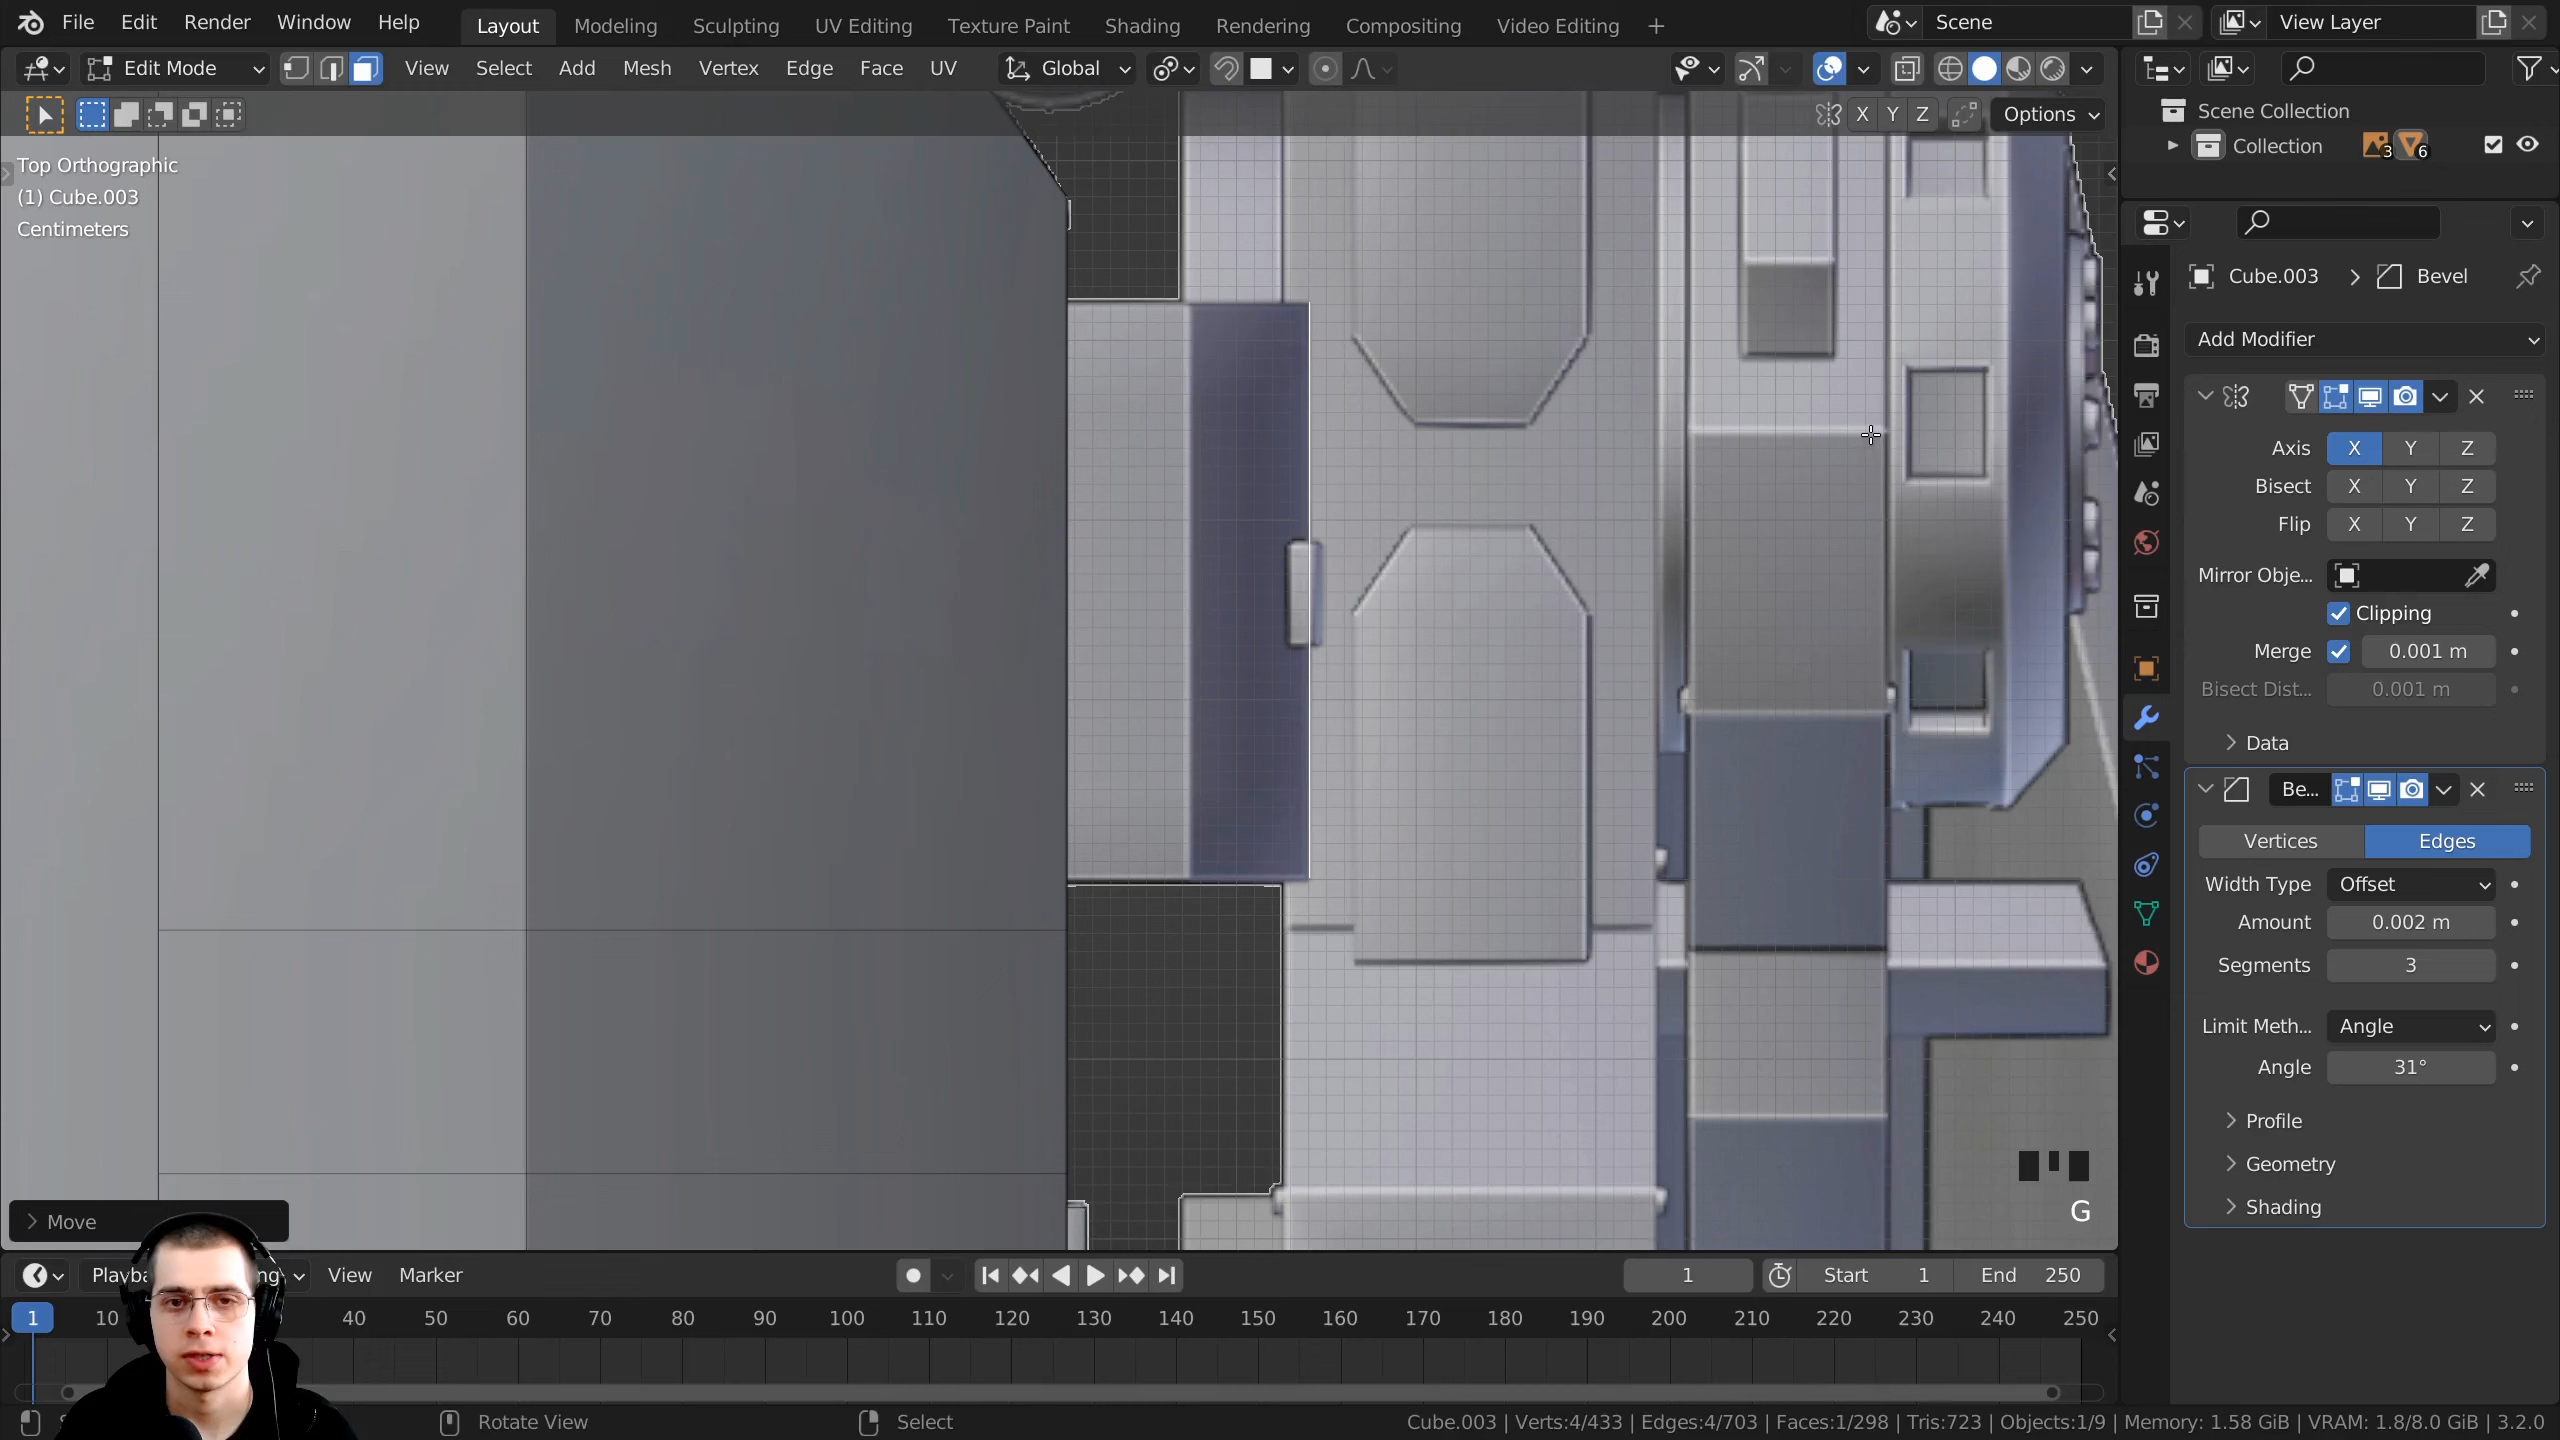 File Edit Render Window Help Layout Modeling Sculpting UV Editing Texture Paint Shading Rendering Compositing Video Editing + Scene View Layer
Edit Mode View Select Add Mesh Vertex Edge Face UV Global
X Y Z Options
Top Orthographic
(1) Cube.003
Centimeters
Scene Collection
Collection 3 6
Cube.003 > Bevel
Add Modifier
Axis X Y Z
Bisect X Y Z
Flip X Y Z
Mirror Obje...
Clipping
Merge 0.001 m
Bisect Dist... 0.001 m
Data
Be...
Vertices Edges
Width Type Offset
Amount 0.002 m
Segments 3
Limit Meth... Angle
Angle 31°
Profile
Geometry
Shading
G
Move
View Marker 1 Start 1 End 250
1 10 40 50 60 70 80 90 100 110 120 130 140 150 160 170 180 190 200 210 220 230 240 250
Rotate View Select Cube.003 | Verts:4/433 | Edges:4/703 | Faces:1/298 | Tris:723 | Objects:1/9 | Memory: 1.58 GiB | VRAM: 1.8/8.0 GiB | 3.2.0